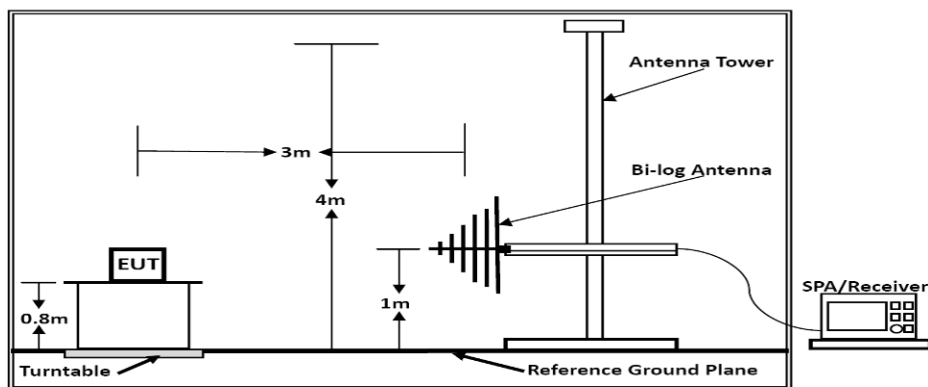 Antenna Tower
3m
Bi-log Antenna
4m
EUT
SPA/Receiver
0.8m
1m
Turntable
Reference Ground Plane